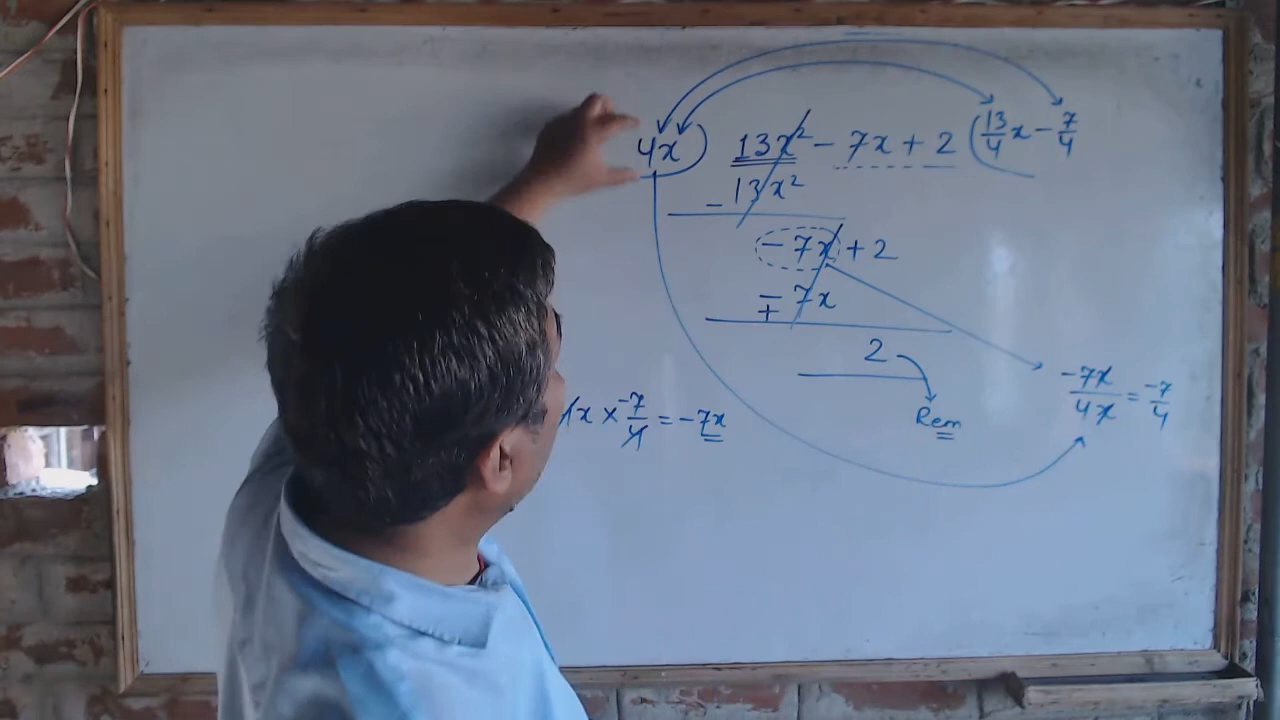 4x) 13x² - 7x + 2 (13/4 x - 7/4
- 13x²
- 7x + 2
∓ 7x
2
Rem
-7x/4x = -7/4
x × -7/4 = -7x